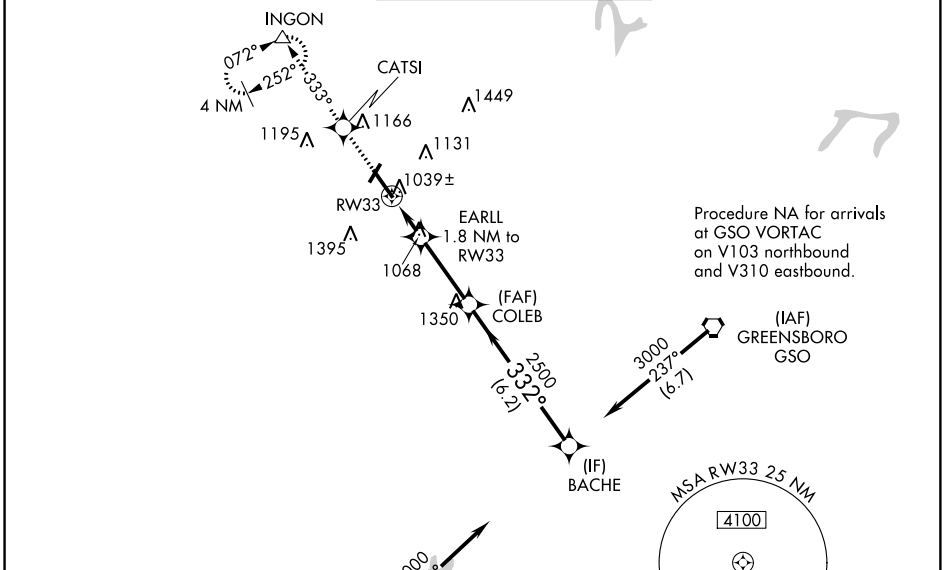 INGON
072°
252°
333°
4 NM
CATSI
1449
1166
1195
1131
1039±
RW33
EARLL
1.8 NM to
RW33
1395
1068
Procedure NA for arrivals
at GSO VORTAC
on V103 northbound
and V310 eastbound.
(FAF)
COLEB
1350
(IAF)
GREENSBORO
GSO
3000
237°
(6.7)
2500
332°
(6.2)
(IF)
BACHE
MSA RW33 25 NM
4100